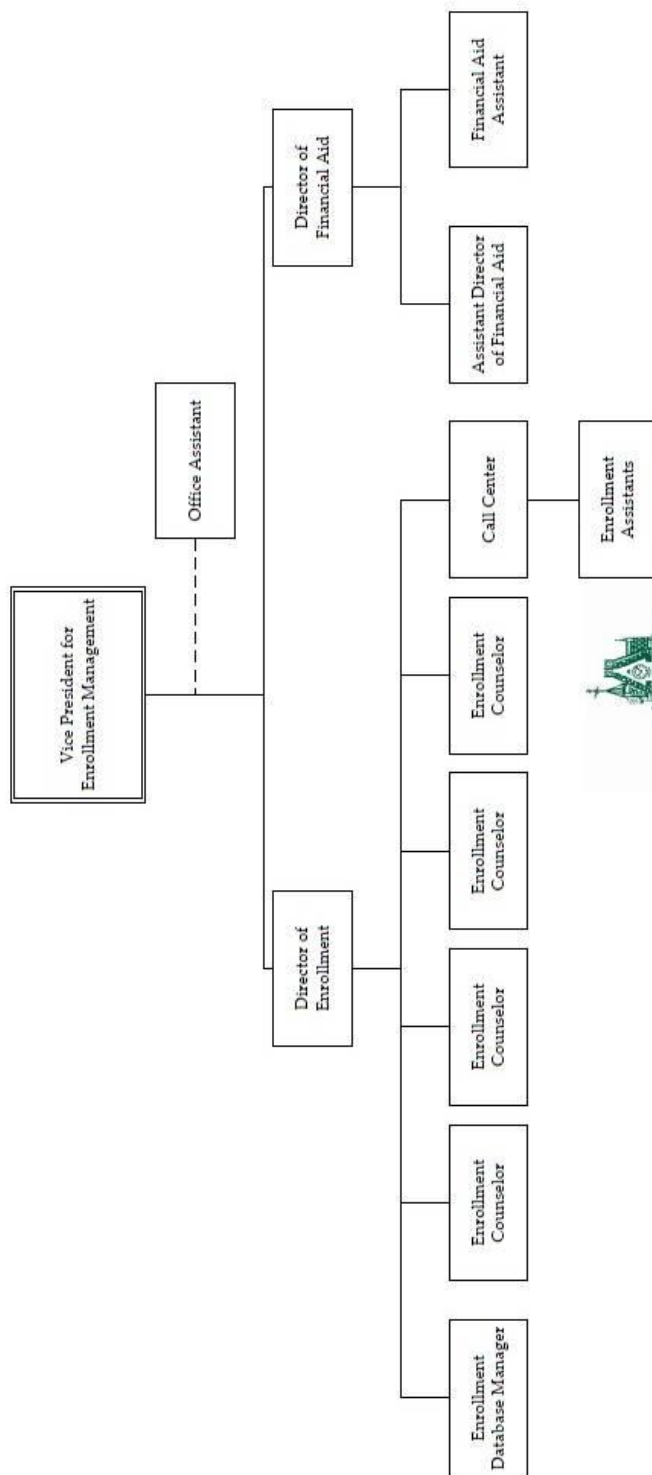 Vice President for
Enrollment Management
Office Assistant
Director of
Enrollment
Director of
Financial Aid
Enrollment
Database Manager
Enrollment
Counselor
Enrollment
Counselor
Enrollment
Counselor
Enrollment
Counselor
Call Center
Assistant Director
of Financial Aid
Financial Aid
Assistant
Enrollment
Assistants